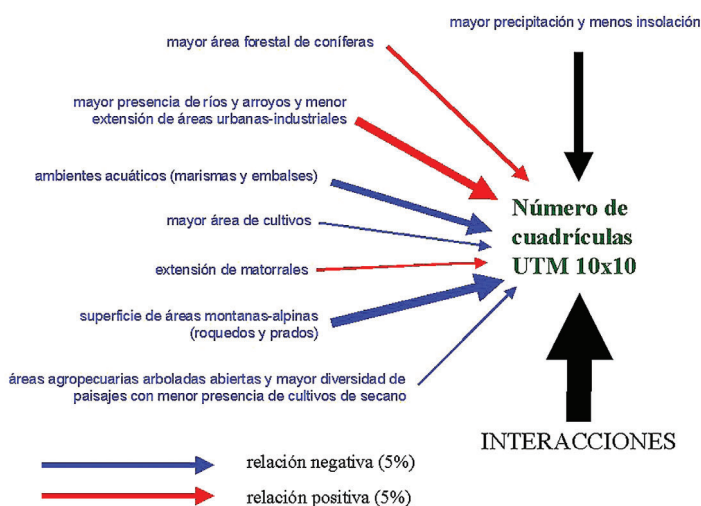 mayor precipitación y menos insolación
mayor área forestal de coníferas
mayor presencia de ríos y arroyos y menor
extensión de áreas urbanas-industriales
ambientes acuáticos (marismas y embalses)
mayor área de cultivos
extensión de matorrales
superficie de áreas montanas-alpinas
(roquedos y prados)
áreas agropecuarias arboladas abiertas y mayor diversidad de
paisajes con menor presencia de cultivos de secano
Número de
cuadrículas
UTM 10x10
INTERACCIONES
relación negativa (5%)
relación positiva (5%)